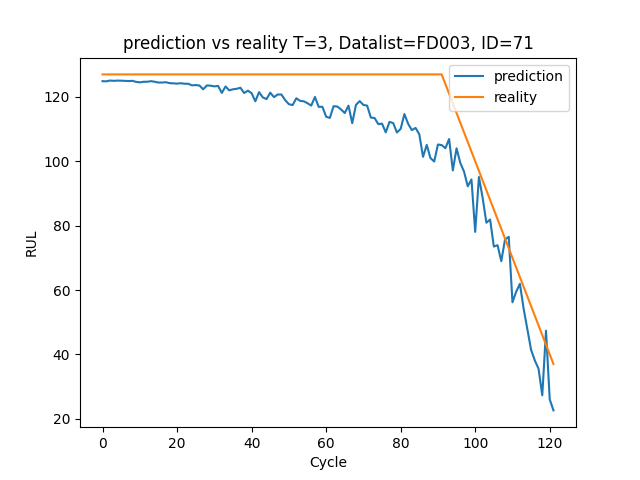 prediction vs reality T=3, Datalist=FD003, ID=71
prediction
reality
RUL
120
100
80
60
40
20
0 20 40 60 80 100 120
Cycle